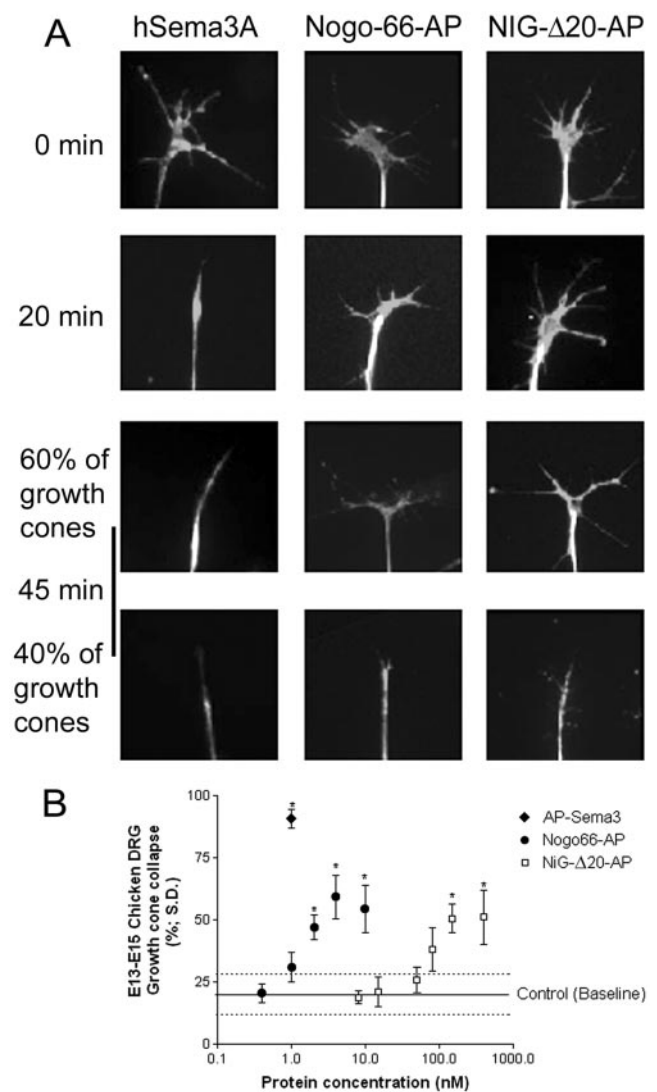 A
hSema3A Nogo-66-AP NIG-Δ20-AP
0 min
20 min
60% of
growth
cones
45 min
40% of
growth
cones
B
E13-E15 Chicken DRG
Growth cone collapse
(%; S.D.)
100
75
50
25
0
* * * * * *
AP-Sema3
Nogo66-AP
NiG-Δ20-AP
Control (Baseline)
0.1 1.0 10.0 100.0 1000.0
Protein concentration (nM)